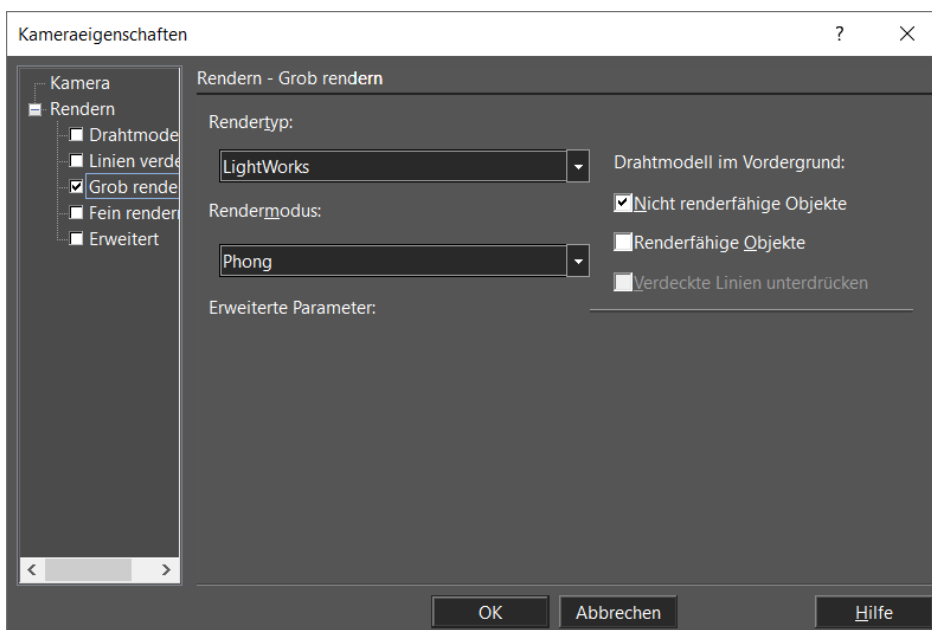 Kameraeigenschaften
Kamera
Rendern
Drahtmode
Linien verde
Grob rende
Fein rendern
Erweitert
Rendern - Grob rendern
Rendertyp:
LightWorks
Rendermodus:
Phong
Erweiterte Parameter:
Drahtmodell im Vordergrund:
Nicht renderfähige Objekte
Renderfähige Objekte
Verdeckte Linien unterdrücken
OK
Abbrechen
Hilfe